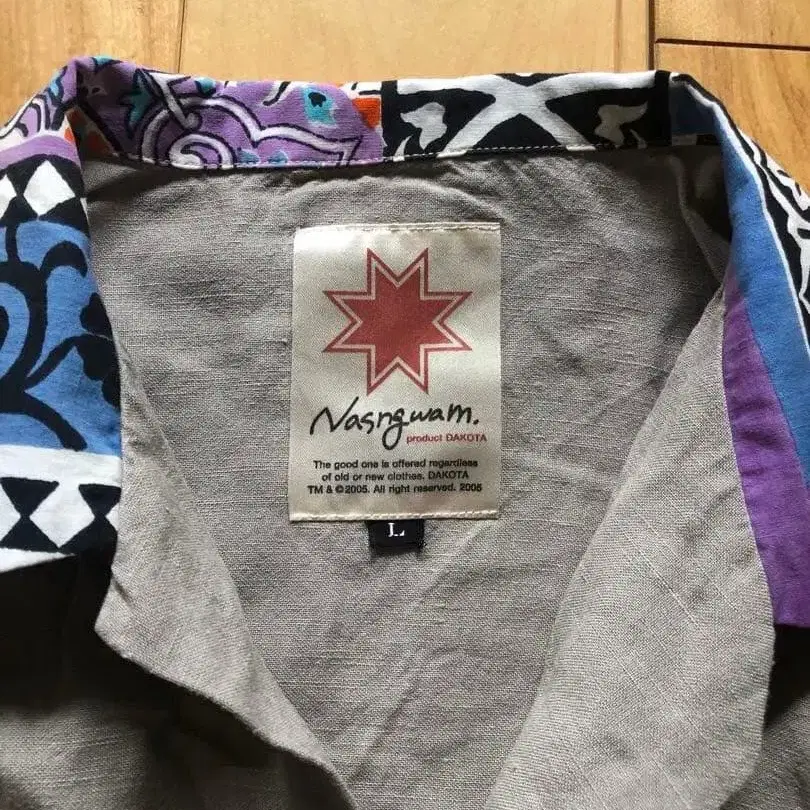 Nasngwam.
product DAKOTA
The good one is offered regardless
of old or new clothes. DAKOTA
TM & ©2005. All right reserved. 2005
L